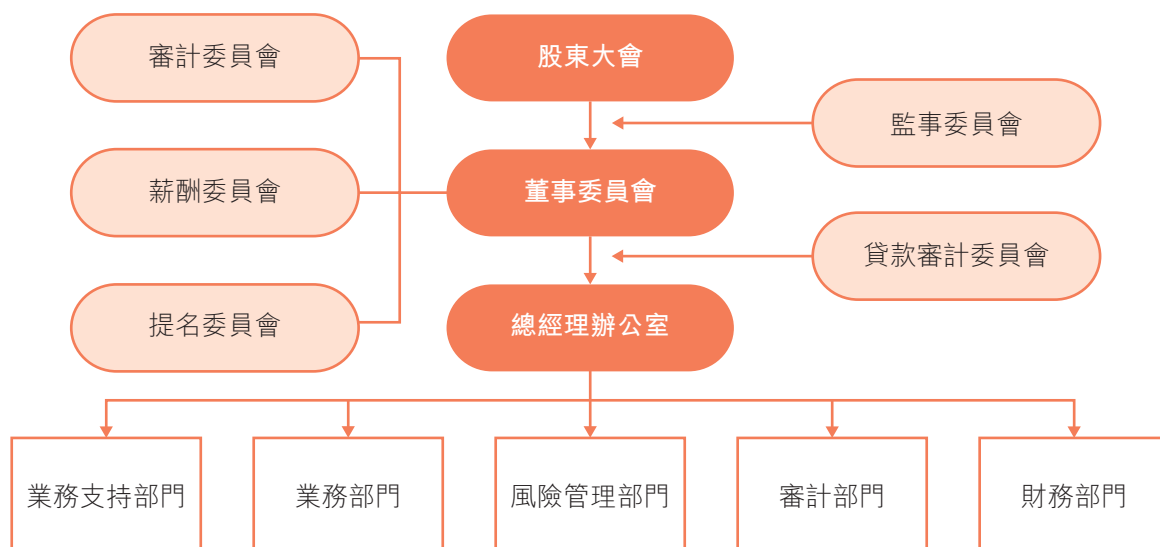 審計委員會
股東大會
監事委員會
薪酬委員會
董事委員會
貸款審計委員會
提名委員會
總經理辦公室
業務支持部門
業務部門
風險管理部門
審計部門
財務部門